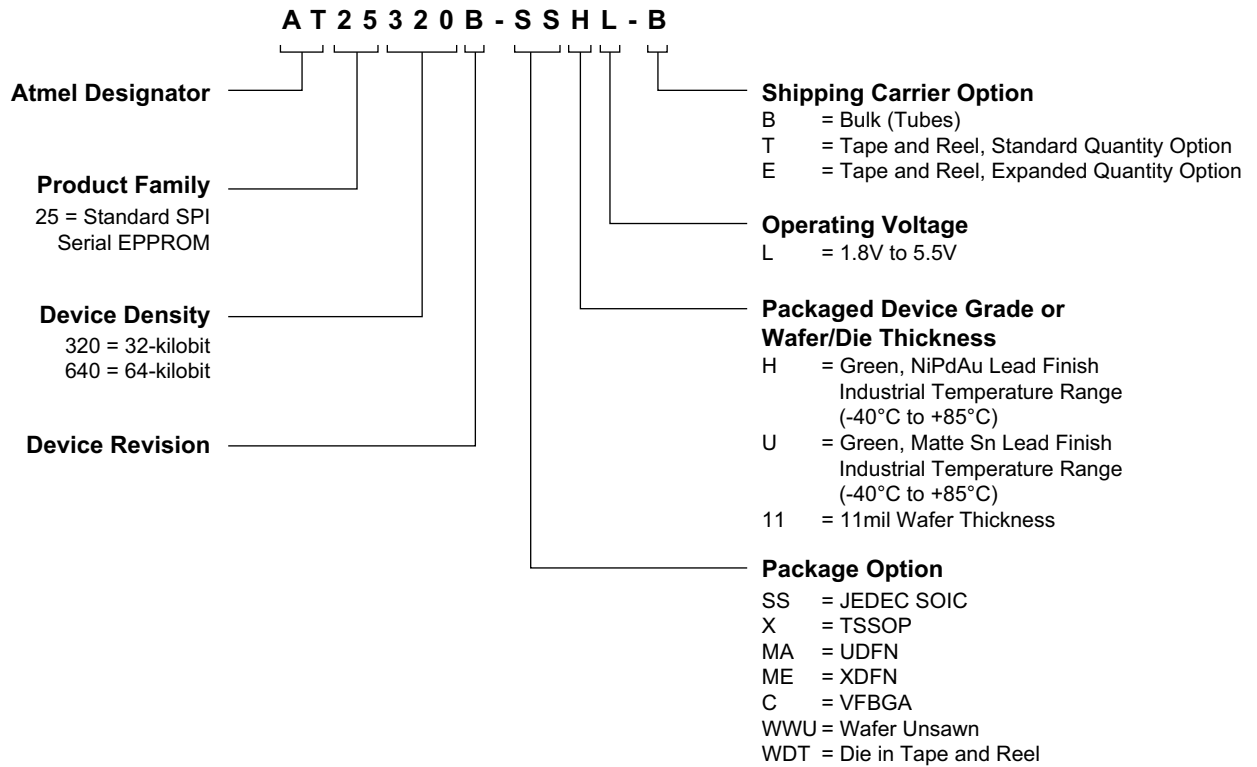 A T 2 5 3 2 0 B - S S H L - B
Atmel Designator
Product Family
25 = Standard SPI
Serial EPPROM
Device Density
320 = 32-kilobit
640 = 64-kilobit
Device Revision
Shipping Carrier Option
B = Bulk (Tubes)
T = Tape and Reel, Standard Quantity Option
E = Tape and Reel, Expanded Quantity Option
Operating Voltage
L = 1.8V to 5.5V
Packaged Device Grade or
Wafer/Die Thickness
H = Green, NiPdAu Lead Finish
Industrial Temperature Range
(-40°C to +85°C)
U = Green, Matte Sn Lead Finish
Industrial Temperature Range
(-40°C to +85°C)
11 = 11mil Wafer Thickness
Package Option
SS = JEDEC SOIC
X = TSSOP
MA = UDFN
ME = XDFN
C = VFBGA
WWU = Wafer Unsawn
WDT = Die in Tape and Reel